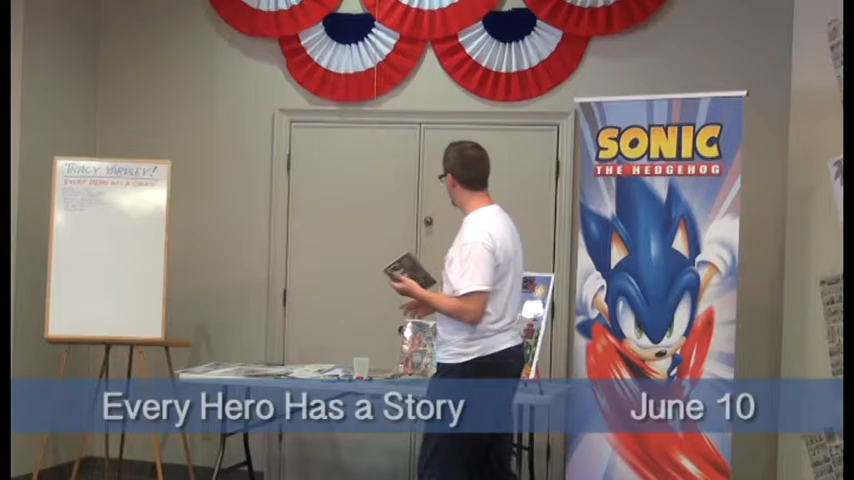 TRACY YARDLEY!
EVERY HERO HAS A STORY
SONIC
THE HEDGEHOG
Every Hero Has a Story
June 10